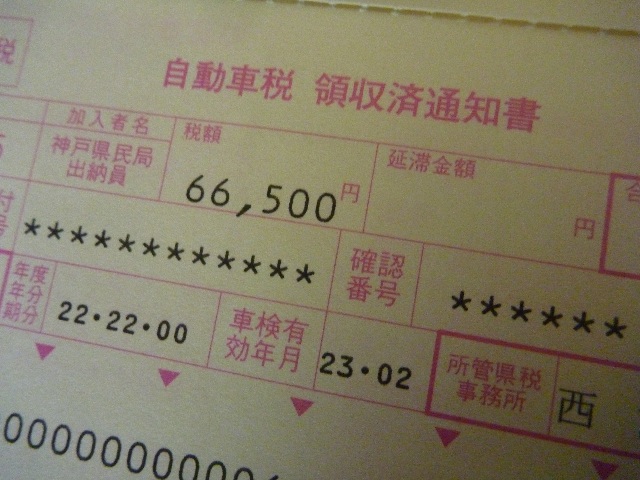 税
自動車税 領収済通知書
加入者名
神戸県民局
出納員
税額
66,500円
延滞金額
円
************
確認
番号
******
年度
年分
期分
22・22・00
車検有
効年月
23・02
所管県税
事務所
西